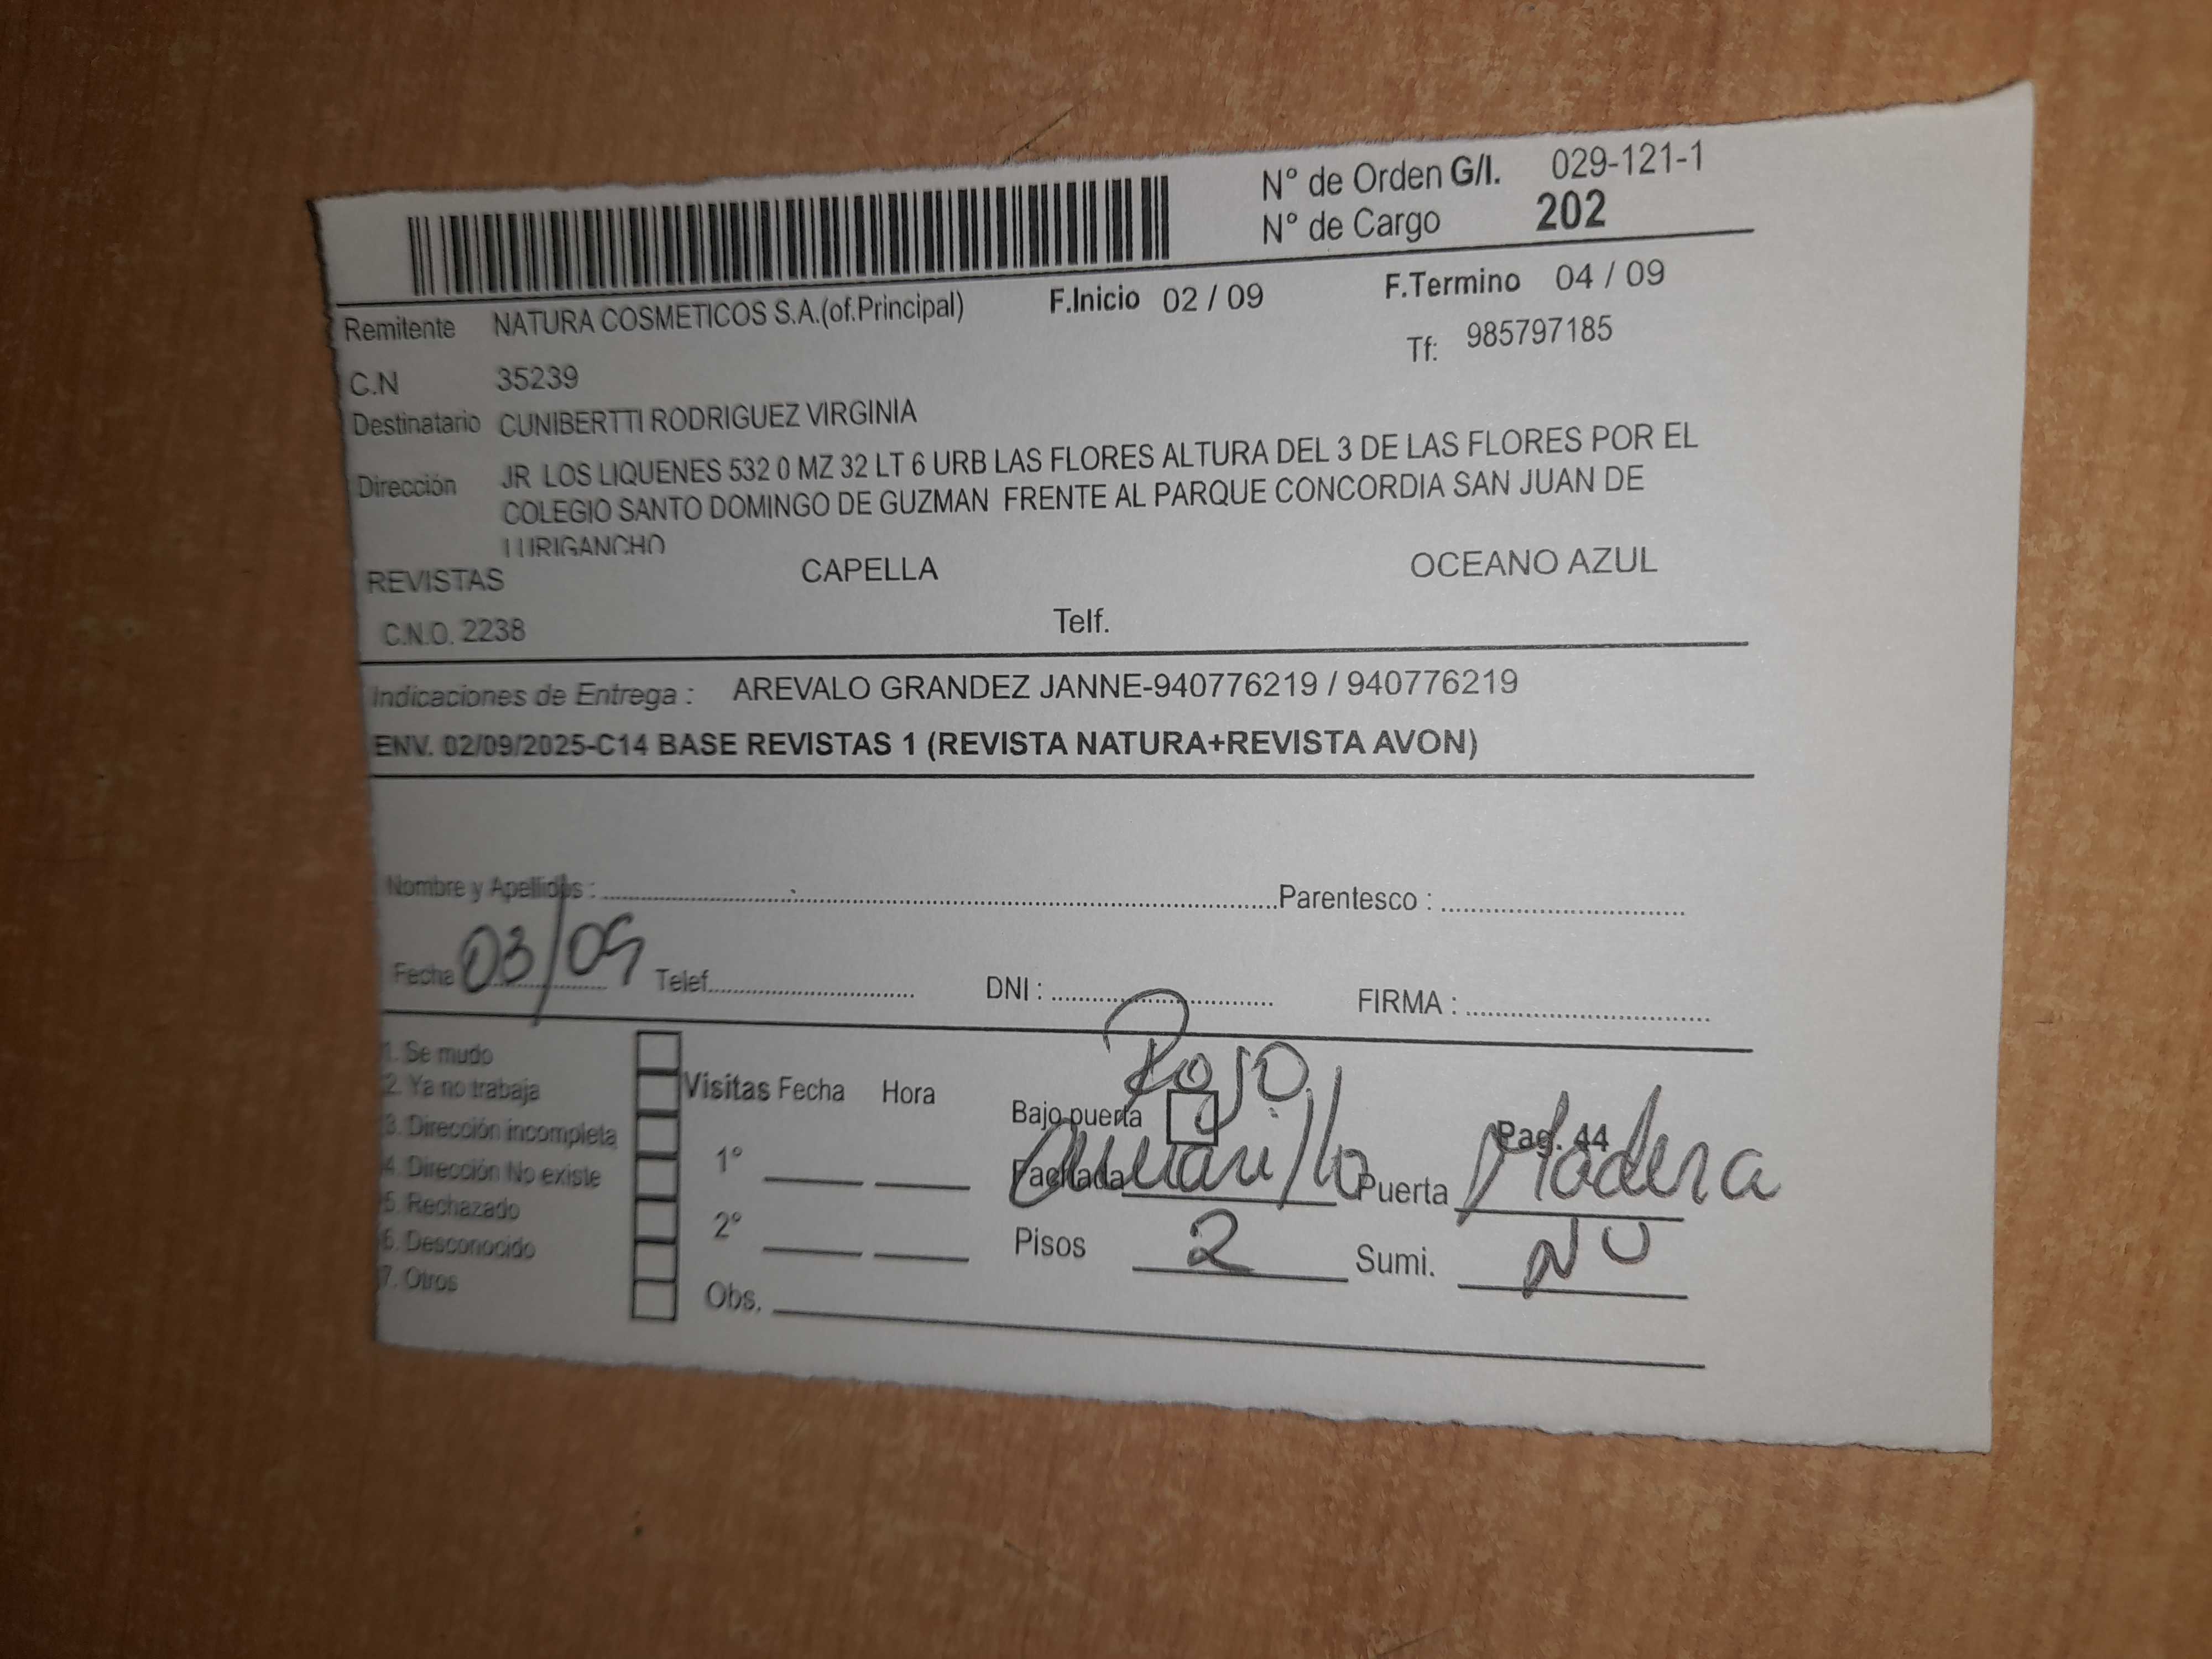 N° de Orden G/I. 029-121-1
N° de Cargo 202
Remitente NATURA COSMETICOS S.A.(of.Principal) F.Inicio 02 / 09 F.Termino 04 / 09
Tf: 985797185
C.N 35239
Destinatario CUNIBERTTI RODRIGUEZ VIRGINIA
Dirección JR LOS LIQUENES 532 0 MZ 32 LT 6 URB LAS FLORES ALTURA DEL 3 DE LAS FLORES POR EL
COLEGIO SANTO DOMINGO DE GUZMAN FRENTE AL PARQUE CONCORDIA SAN JUAN DE
LURIGANCHO
REVISTAS CAPELLA OCEANO AZUL
C.N.O. 2238 Telf.
Indicaciones de Entrega : AREVALO GRANDEZ JANNE-940776219 / 940776219
ENV. 02/09/2025-C14 BASE REVISTAS 1 (REVISTA NATURA+REVISTA AVON)
Nombre y Apellidos : Parentesco :
Fecha 03/09 Telef. DNI : FIRMA :
1. Se mudo
2. Ya no trabaja
3. Dirección incompleta
4. Dirección No existe
5. Rechazado
6. Desconocido
7. Otros
Visitas Fecha Hora
1°
2°
Obs.
Rojo
Bajo puerta Pag. 44
Fachada Amarillo Puerta Madera
Pisos 2 Sumi. NO